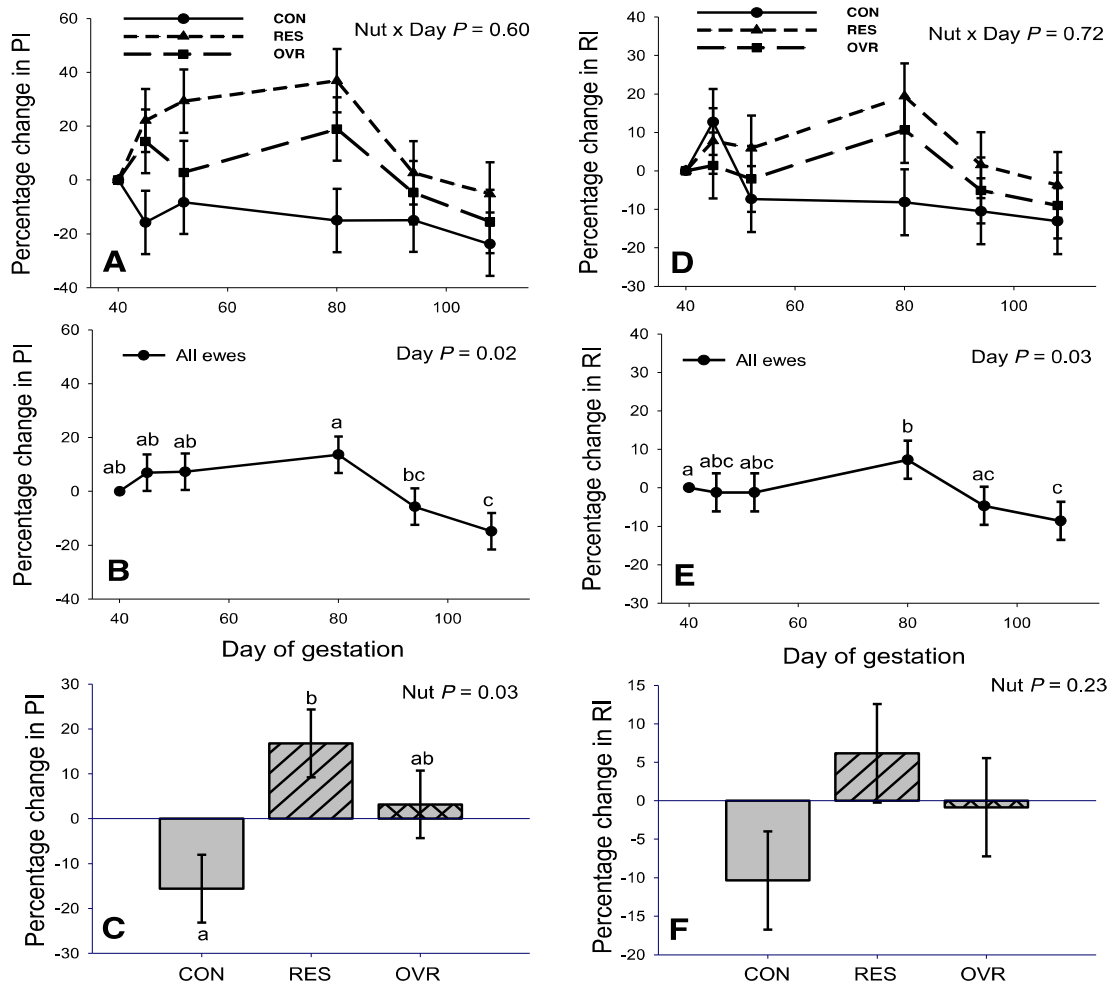 CON
RES
OVR
Nut x Day P = 0.60
Percentage change in PI
60
40
20
0
-20
-40
A
40
60
80
100
CON
RES
OVR
Nut x Day P = 0.72
Percentage change in RI
40
30
20
10
0
-10
-20
-30
D
40
60
80
100
All ewes
Day P = 0.02
Percentage change in PI
60
40
20
0
-20
-40
ab
ab
ab
a
bc
c
B
40
60
80
100
Day of gestation
All ewes
Day P = 0.03
Percentage change in RI
40
30
20
10
0
-10
-20
-30
a
abc
abc
b
ac
c
E
40
60
80
100
Day of gestation
Nut P = 0.03
Percentage change in PI
30
20
10
0
-10
-20
-30
b
ab
a
C
CON
RES
OVR
Nut P = 0.23
Percentage change in RI
15
10
5
0
-5
-10
-15
-20
F
CON
RES
OVR